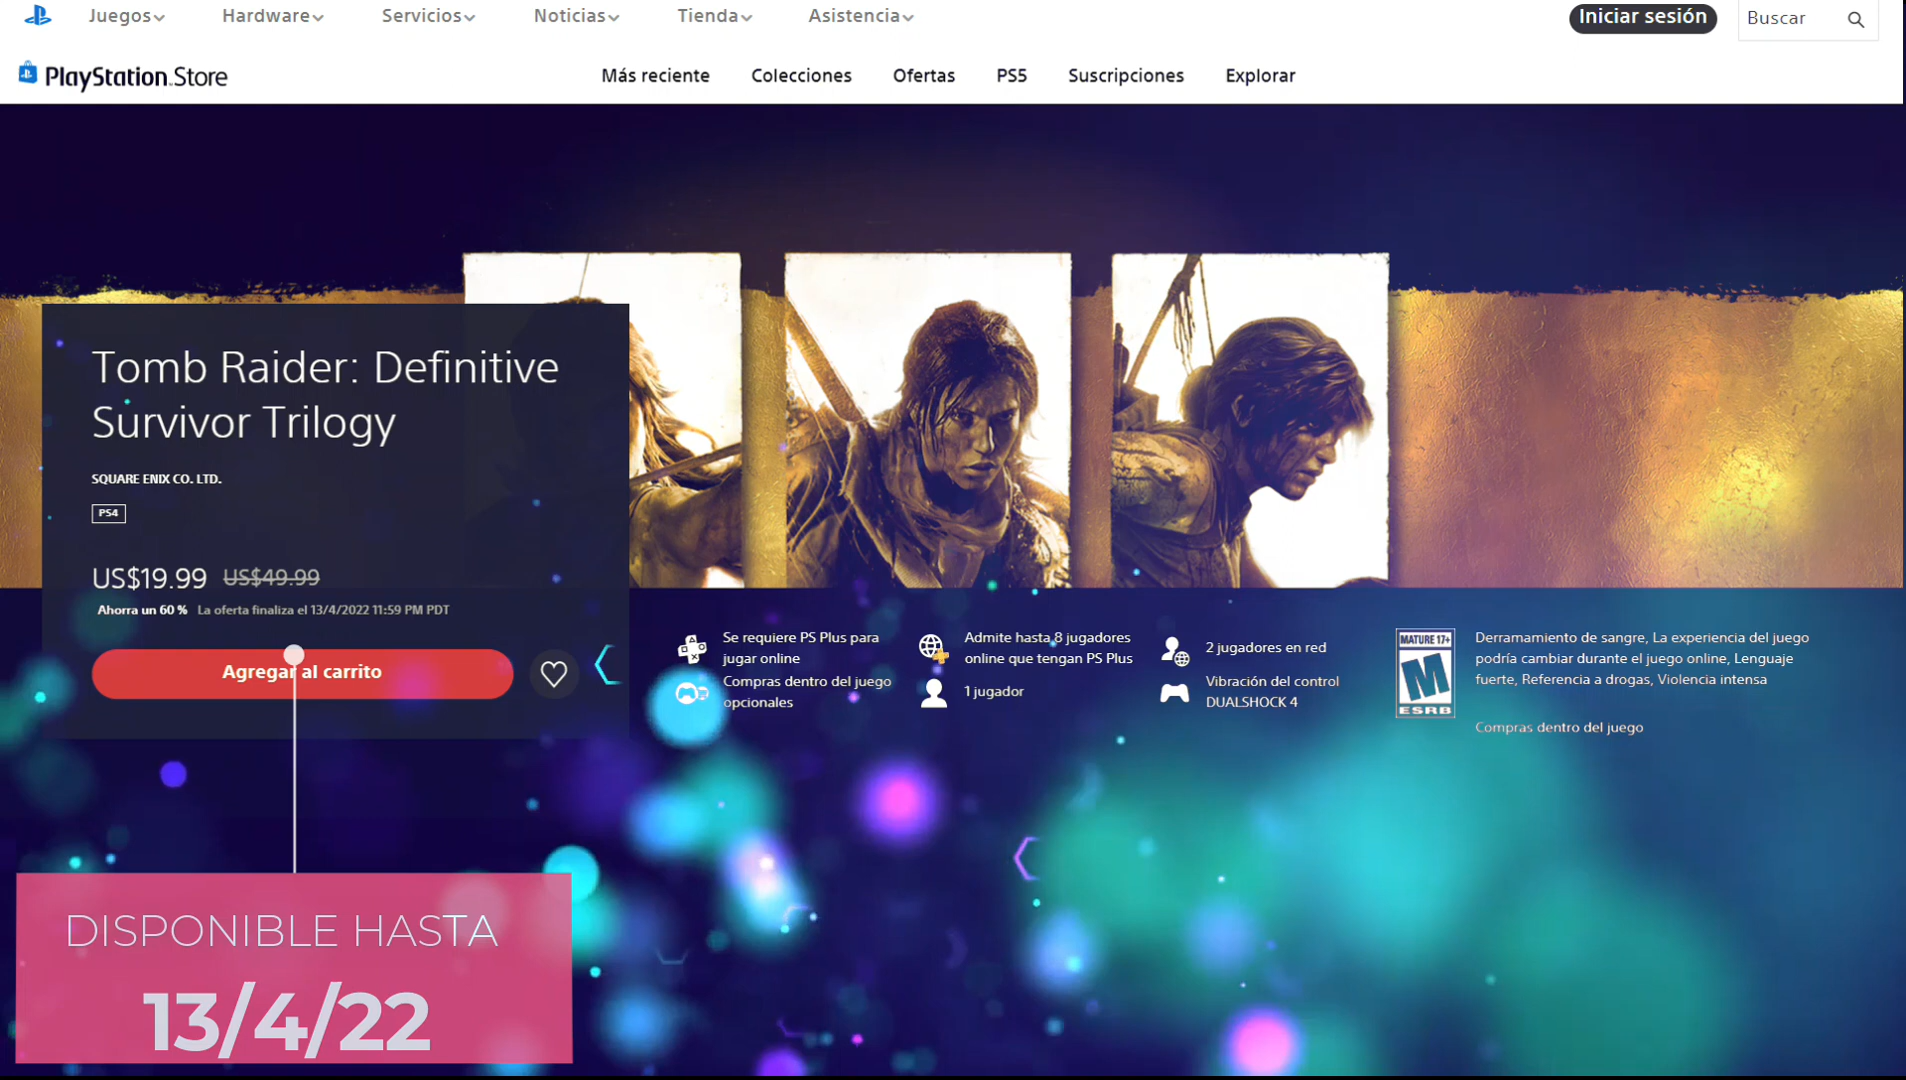 Juegos
Hardware
Servicios
Noticias
Tienda
Asistencia
Iniciar sesión
Buscar
PlayStation.Store
Más reciente
Colecciones
Ofertas
PS5
Suscripciones
Explorar
Tomb Raider: Definitive
Survivor Trilogy
SQUARE ENIX CO. LTD.
PS4
US$19.99 US$49.99
Ahorra un 60 % La oferta finaliza el 13/4/2022 11:59 PM PDT
Agregar al carrito
Se requiere PS Plus para
jugar online
Compras dentro del juego
opcionales
Admite hasta 8 jugadores
online que tengan PS Plus
1 jugador
2 jugadores en red
Vibración del control
DUALSHOCK 4
MATURE 17+
M
ESRB
Derramamiento de sangre, La experiencia del juego
podría cambiar durante el juego online, Lenguaje
fuerte, Referencia a drogas, Violencia intensa
Compras dentro del juego
DISPONIBLE HASTA
13/4/22